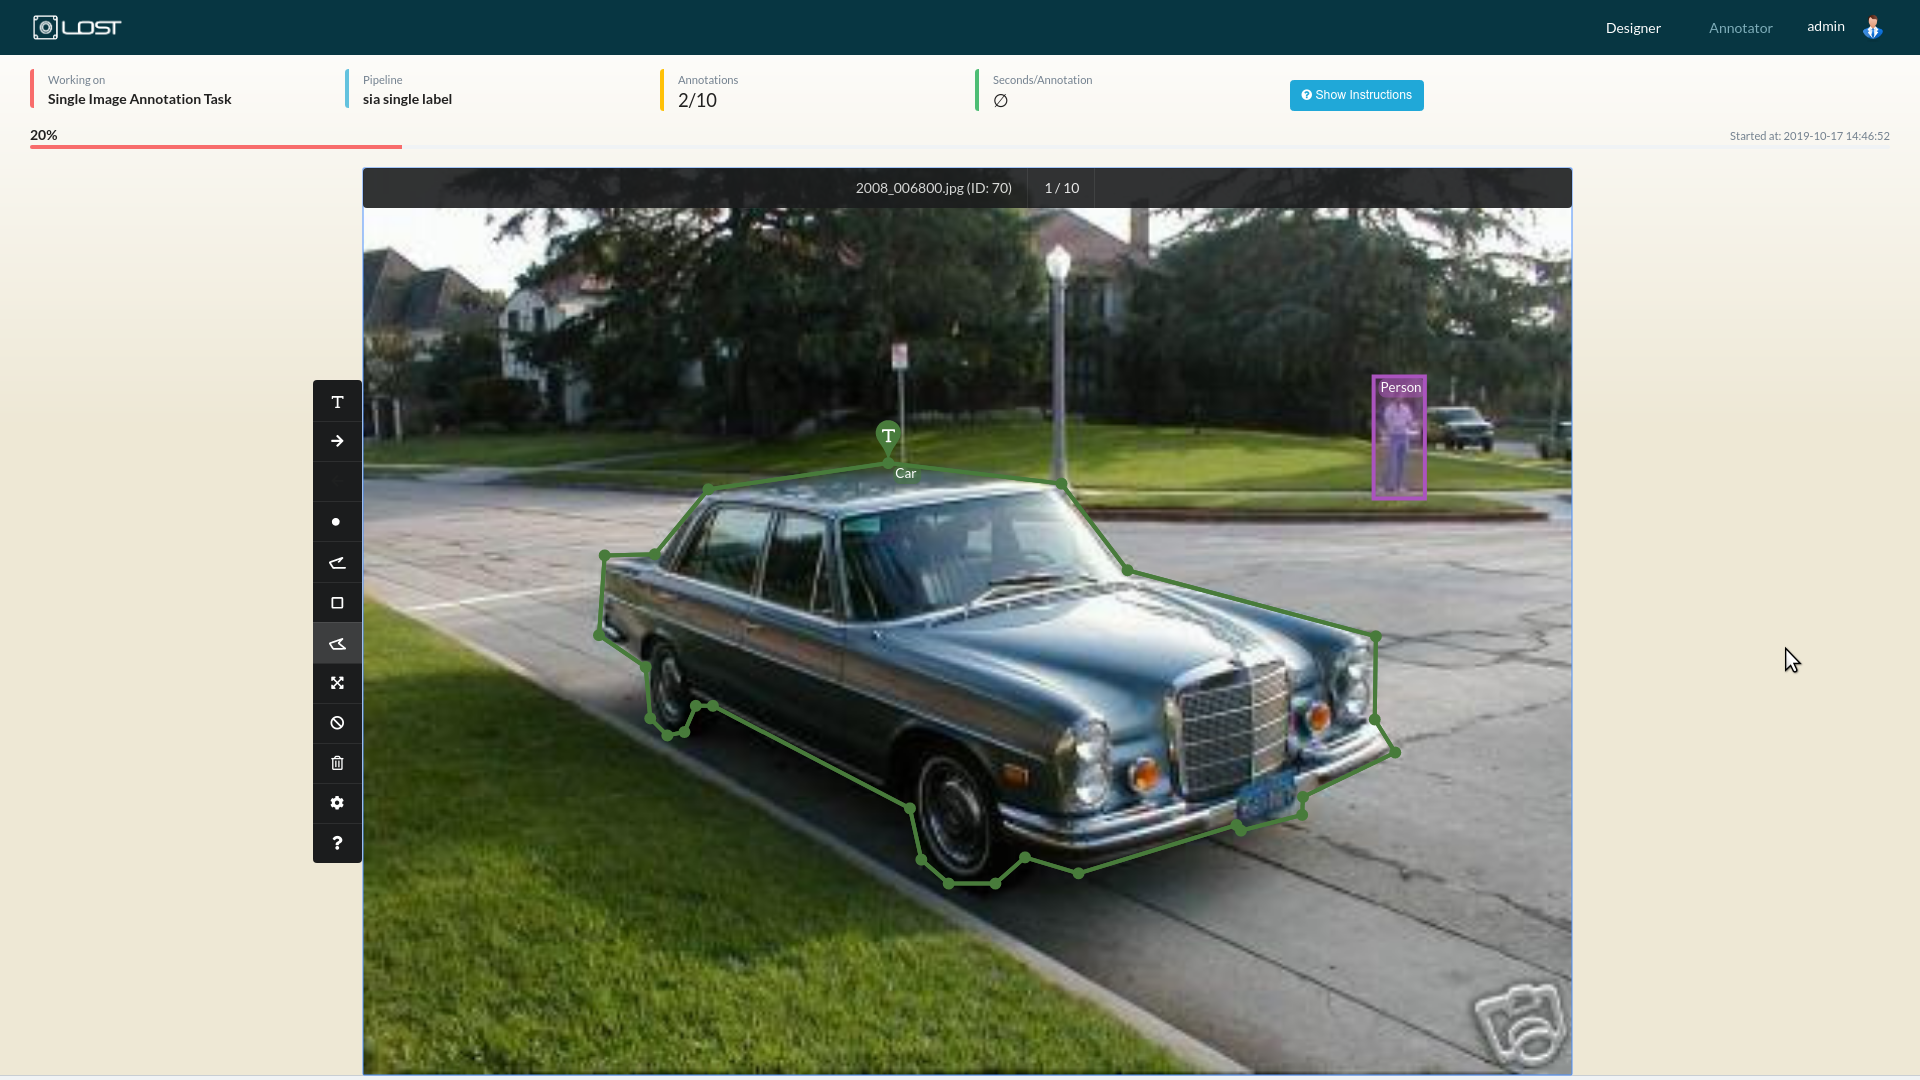 LOST
Designer
Annotator
admin
Working on
Single Image Annotation Task
Pipeline
sia single label
Annotations
2/10
Seconds/Annotation
∅
Show Instructions
20%
Started at: 2019-10-17 14:46:52
2008_006800.jpg (ID: 70)
1 / 10
Person
T
T
Car